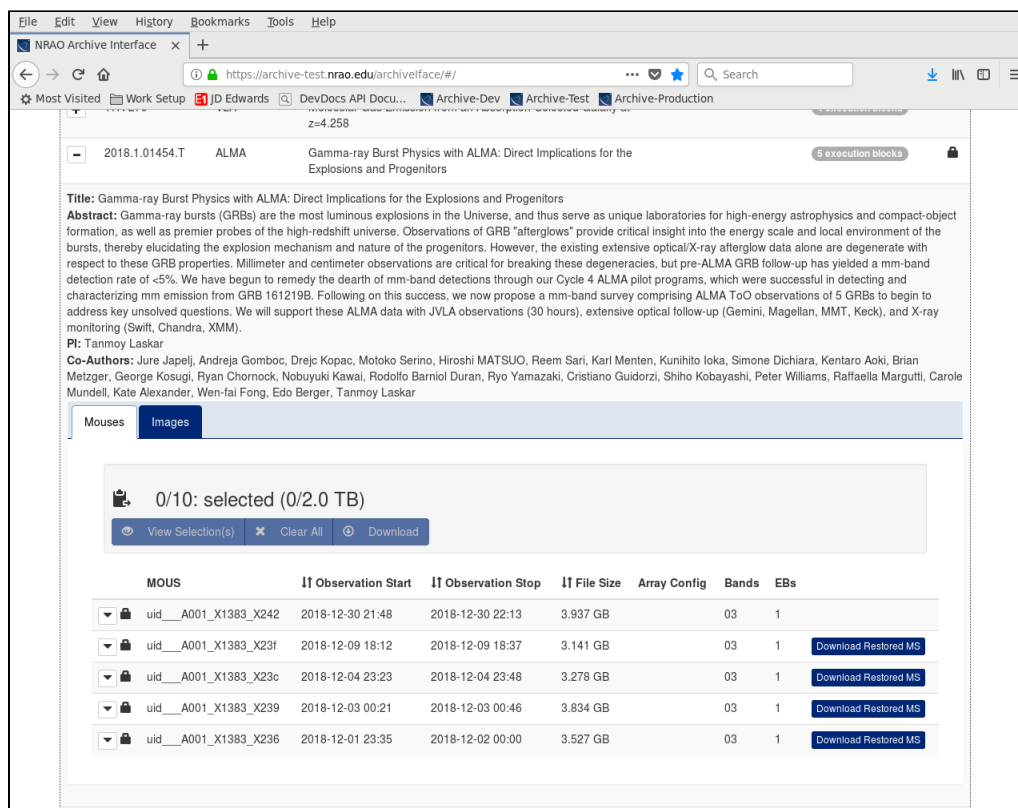 File Edit View History Bookmarks Tools Help
NRAO Archive Interface × +
https://archive-test.nrao.edu/archiveIface/#/ Search
Most Visited Work Setup E1 JD Edwards DevDocs API Docu... Archive-Dev Archive-Test Archive-Production
z=4.258
2018.1.01454.T ALMA Gamma-ray Burst Physics with ALMA: Direct Implications for the 5 execution blocks
Explosions and Progenitors
Title: Gamma-ray Burst Physics with ALMA: Direct Implications for the Explosions and Progenitors
Abstract: Gamma-ray bursts (GRBs) are the most luminous explosions in the Universe, and thus serve as unique laboratories for high-energy astrophysics and compact-object
formation, as well as premier probes of the high-redshift universe. Observations of GRB "afterglows" provide critical insight into the energy scale and local environment of the
bursts, thereby elucidating the explosion mechanism and nature of the progenitors. However, the existing extensive optical/X-ray afterglow data alone are degenerate with
respect to these GRB properties. Millimeter and centimeter observations are critical for breaking these degeneracies, but pre-ALMA GRB follow-up has yielded a mm-band
detection rate of <5%. We have begun to remedy the dearth of mm-band detections through our Cycle 4 ALMA pilot programs, which were successful in detecting and
characterizing mm emission from GRB 161219B. Following on this success, we now propose a mm-band survey comprising ALMA ToO observations of 5 GRBs to begin to
address key unsolved questions. We will support these ALMA data with JVLA observations (30 hours), extensive optical follow-up (Gemini, Magellan, MMT, Keck), and X-ray
monitoring (Swift, Chandra, XMM).
PI: Tanmoy Laskar
Co-Authors: Jure Japelj, Andreja Gomboc, Drejc Kopac, Motoko Serino, Hiroshi MATSUO, Reem Sari, Karl Menten, Kunihito Ioka, Simone Dichiara, Kentaro Aoki, Brian
Metzger, George Kosugi, Ryan Chornock, Nobuyuki Kawai, Rodolfo Barniol Duran, Ryo Yamazaki, Cristiano Guidorzi, Shiho Kobayashi, Peter Williams, Raffaella Margutti, Carole
Mundell, Kate Alexander, Wen-fai Fong, Edo Berger, Tanmoy Laskar
Mouses Images
0/10: selected (0/2.0 TB)
View Selection(s) Clear All Download
MOUS Observation Start Observation Stop File Size Array Config Bands EBs
uid___A001_X1383_X242 2018-12-30 21:48 2018-12-30 22:13 3.937 GB 03 1
uid___A001_X1383_X23f 2018-12-09 18:12 2018-12-09 18:37 3.141 GB 03 1 Download Restored MS
uid___A001_X1383_X23c 2018-12-04 23:23 2018-12-04 23:48 3.278 GB 03 1 Download Restored MS
uid___A001_X1383_X239 2018-12-03 00:21 2018-12-03 00:46 3.834 GB 03 1 Download Restored MS
uid___A001_X1383_X236 2018-12-01 23:35 2018-12-02 00:00 3.527 GB 03 1 Download Restored MS